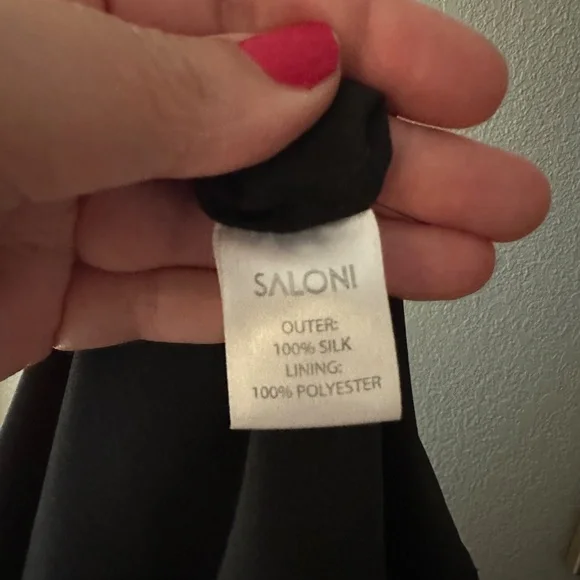 SALONI
OUTER:
100% SILK
LINING:
100% POLYESTER